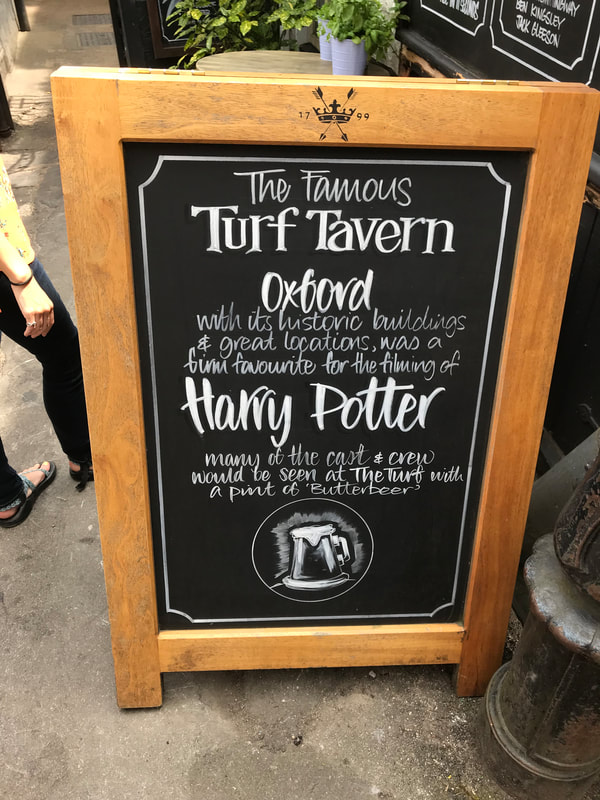 BEN KINGSLEY
JACK GLEESON
17 99
The Famous
Turf Tavern
Oxford
with its historic buildings
& great locations, was a
firm favourite for the filming of
Harry Potter
many of the cast & crew
would be seen at The Turf with
a pint of 'Butterbeer'